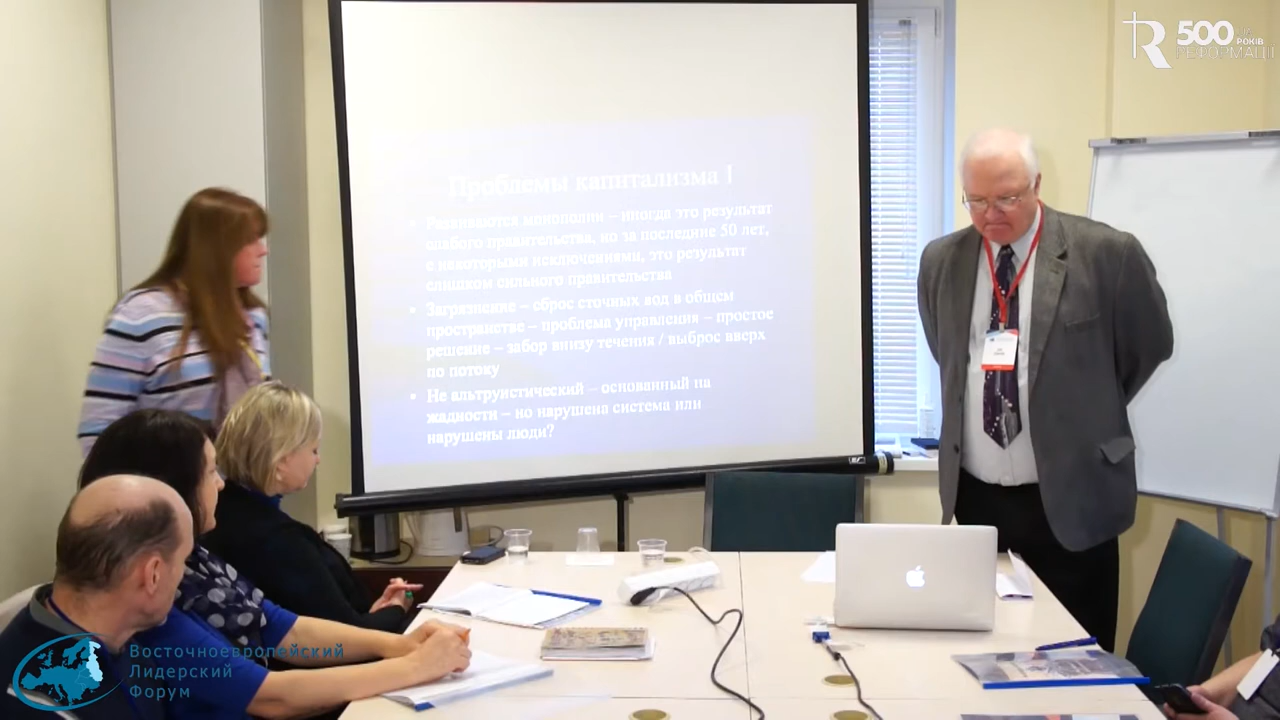 500
РОКІВ
РЕФОРМАЦІЇ
Проблемы капитализма 1
• Развиваются монополии – иногда это результат
слабого правительства, но за последние 50 лет,
с некоторыми исключениями, это результат
слишком сильного правительства
• Загрязнение – сброс сточных вод в общем
пространстве – проблема управления – простое
решение – забор внизу течения / выброс вверх
по потоку
• Не альтруистический – основанный на
жадности – но нарушена система или
нарушены люди?
Восточноевропейский
Лидерский
Форум